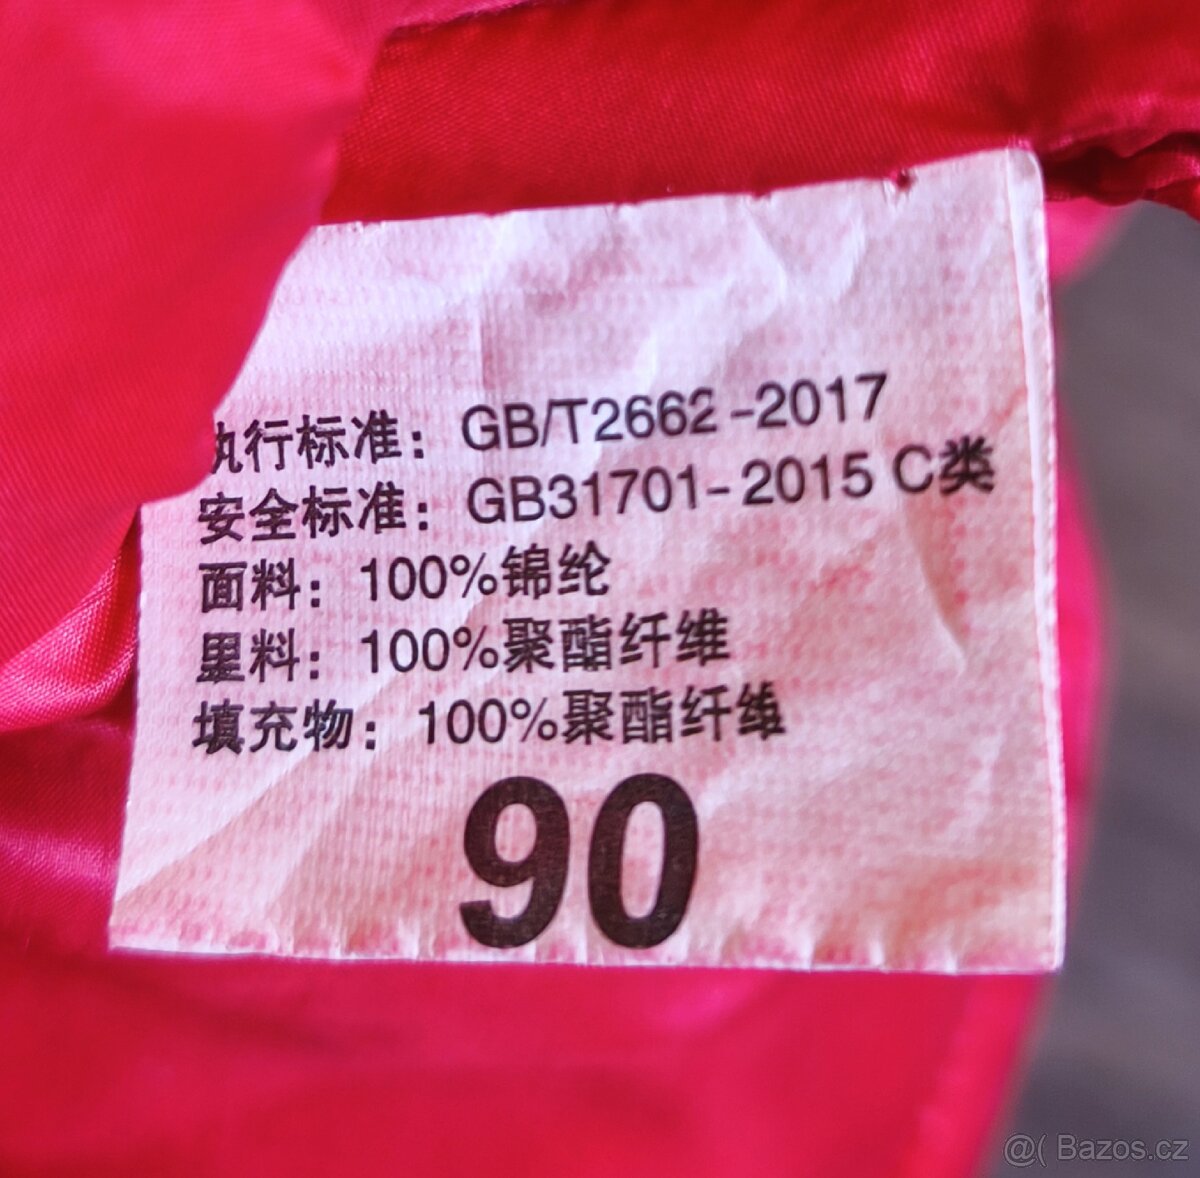 执行标准：GB/T2662-2017
安全标准：GB31701-2015 C类
面料：100%锦纶
里料：100%聚酯纤维
填充物：100%聚酯纤维
90
@( Bazos.cz